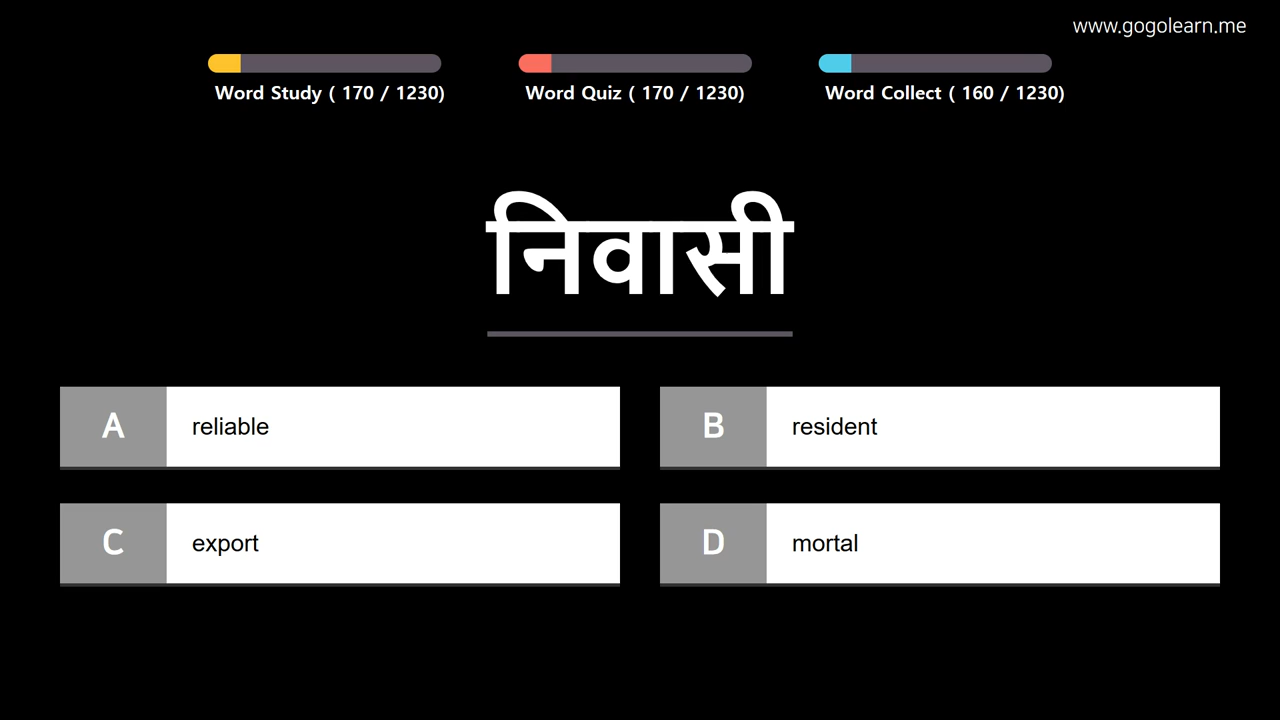 www.gogolearn.me
Word Study ( 170 / 1230)
Word Quiz ( 170 / 1230)
Word Collect ( 160 / 1230)
निवासी
A reliable
B resident
C export
D mortal